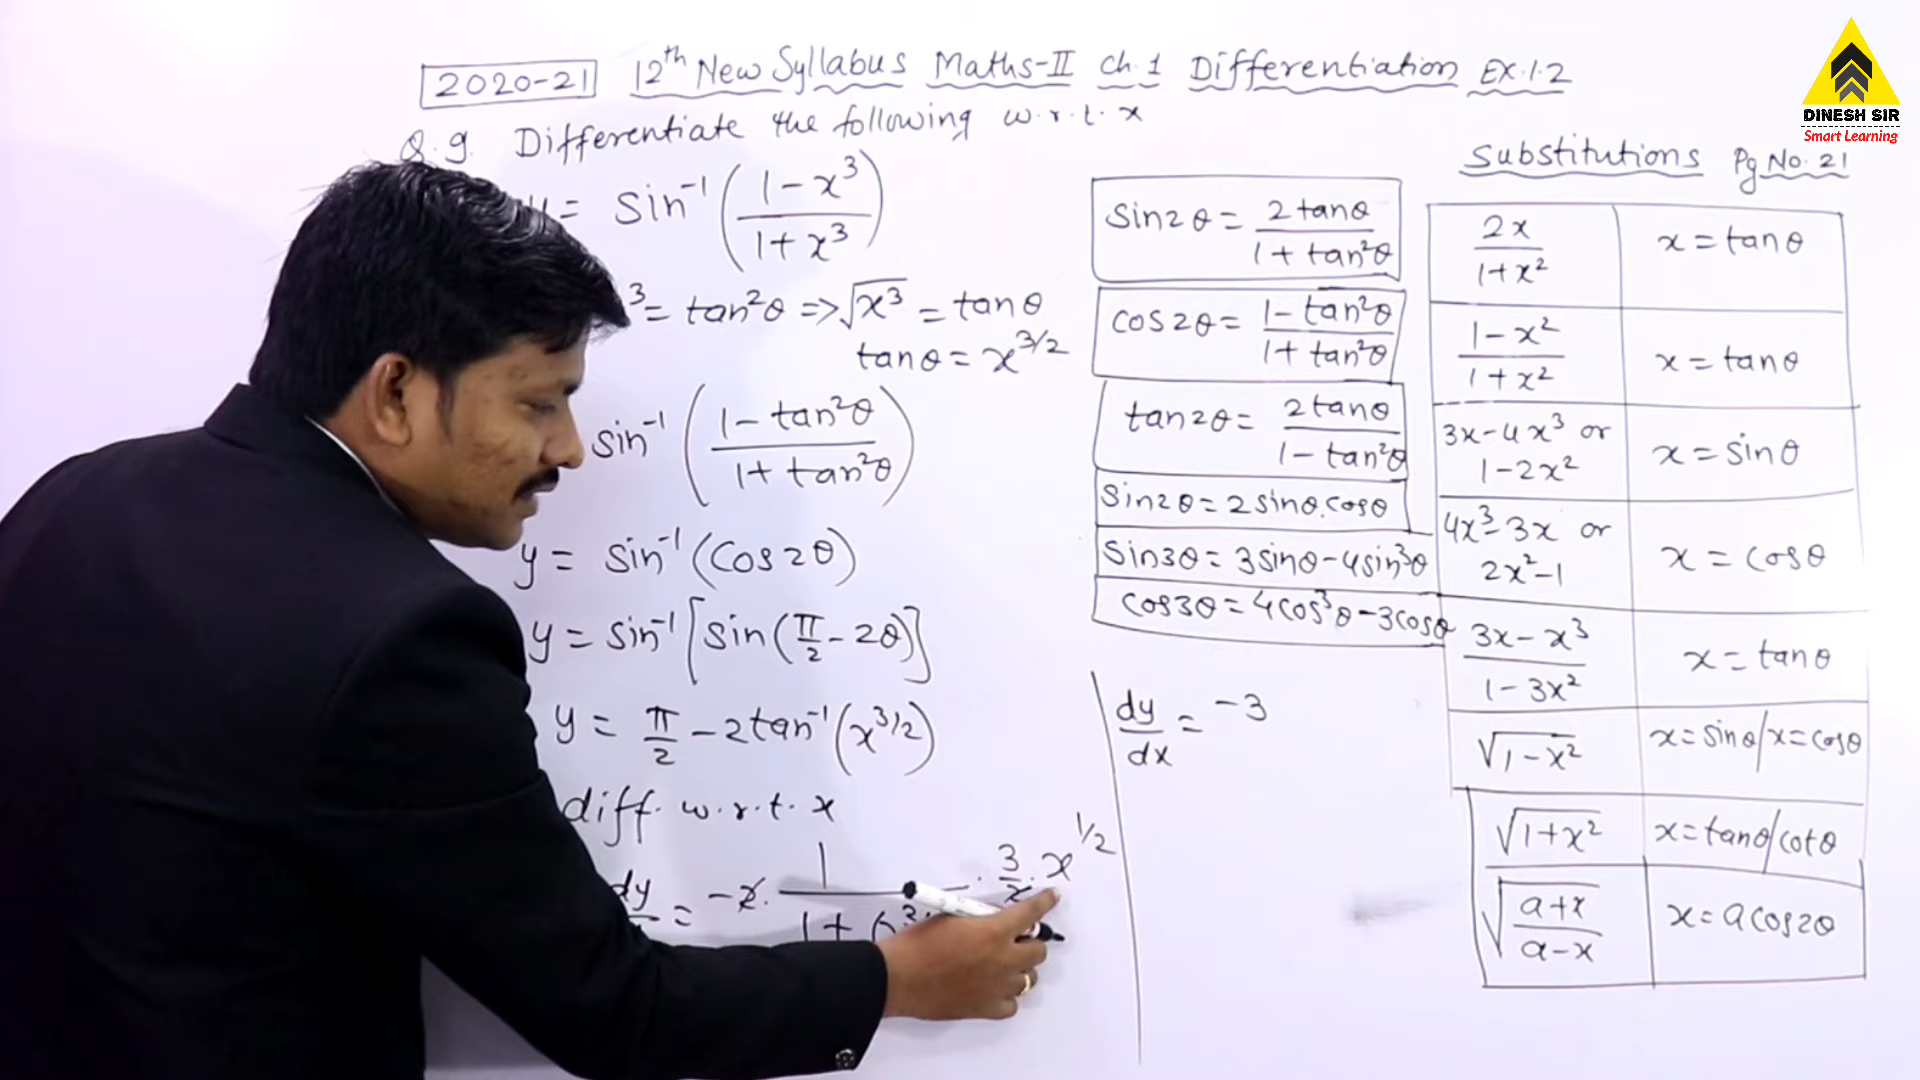 2020-21 12th New Syllabus Maths-II Ch.1 Differentiation Ex.1.2
Q.9. Differentiate the following w.r.t. x
y = sin⁻¹ ((1 - x³)/(1 + x³))
³ = tan²θ => √x³ = tanθ
tanθ = x^3/2
sin⁻¹ ((1 - tan²θ)/(1 + tan²θ))
y = sin⁻¹ (cos2θ)
y = sin⁻¹ [sin (π/2 - 2θ)]
y = π/2 - 2tan⁻¹ (x^3/2)
diff. w.r.t. x
dy = -2. 1/1 + (x³ . 3/2 . x^1/2
sin2θ = 2tanθ/(1 + tan²θ)
cos2θ = (1 - tan²θ)/(1 + tan²θ)
tan2θ = 2tanθ/(1 - tan²θ)
sin2θ = 2sinθ.cosθ
sin3θ = 3sinθ - 4sin³θ
cos3θ = 4cos³θ - 3cosθ
dy/dx = -3
Substitutions Pg No. 21
2x/(1+x²) x = tanθ
(1-x²)/(1+x²) x = tanθ
3x-4x³ or
1-2x² x = sinθ
4x³-3x or
2x²-1 x = cosθ
(3x-x³)/(1-3x²) x = tanθ
√(1-x²) x = sinθ/x = cosθ
√(1+x²) x = tanθ/cotθ
√((a+x)/(a-x)) x = a cos2θ
DINESH SIR
Smart Learning